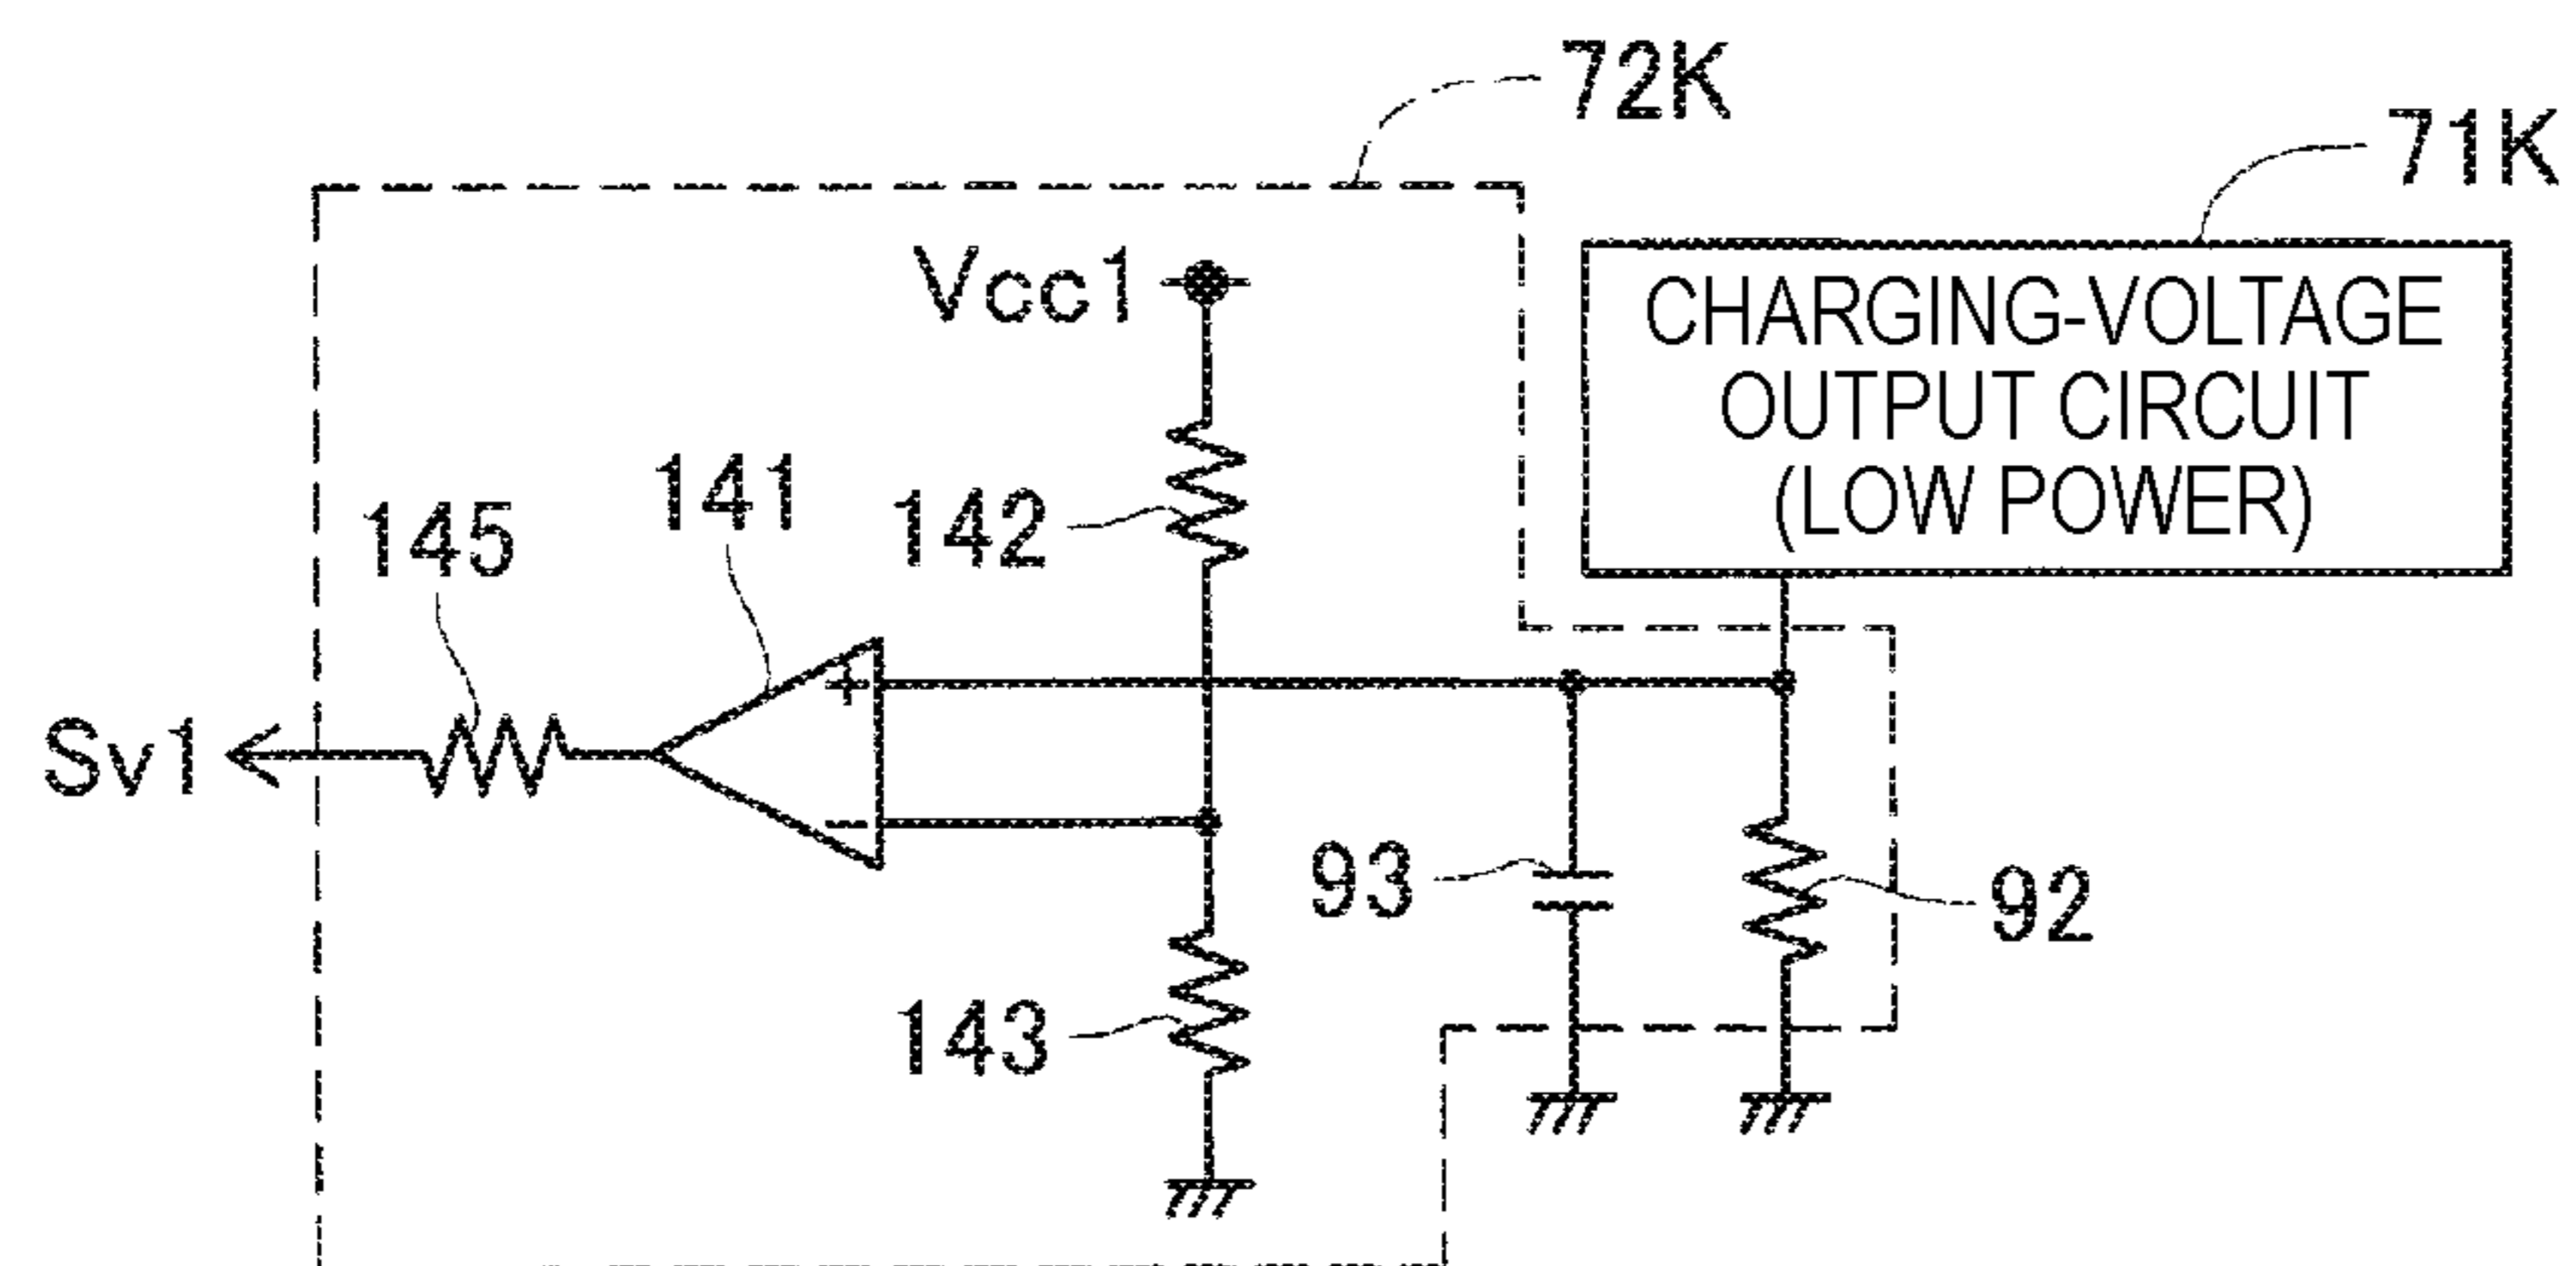 72K
71K
Vcc1
CHARGING-VOLTAGE
OUTPUT CIRCUIT
(LOW POWER)
141
142
145
+
Sv1
−
93
92
143